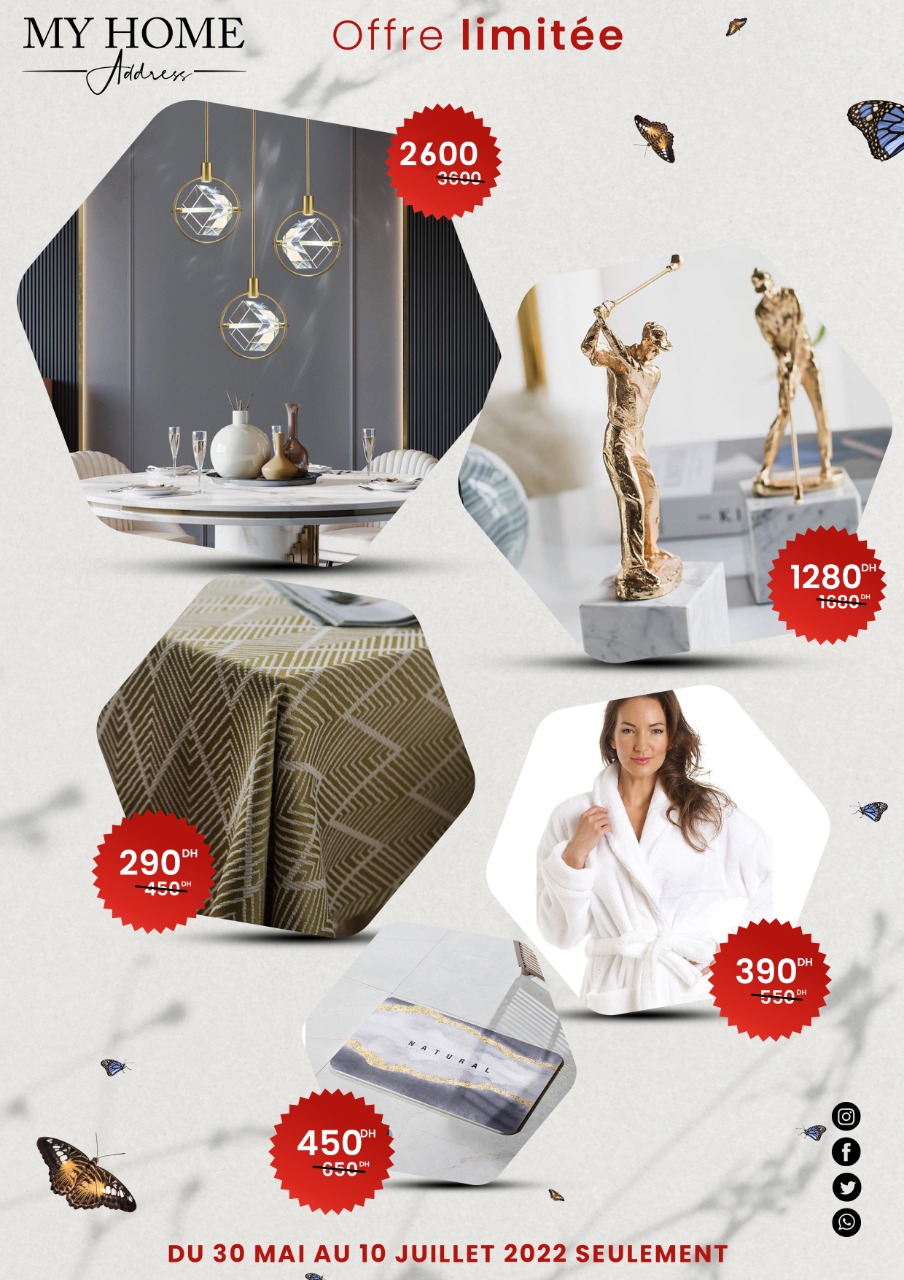 MY HOME
Address
Offre limitée
2600
3600
1280DH
1680DH
290DH
450DH
390DH
550DH
NATURAL
450DH
650DH
DU 30 MAI AU 10 JUILLET 2022 SEULEMENT